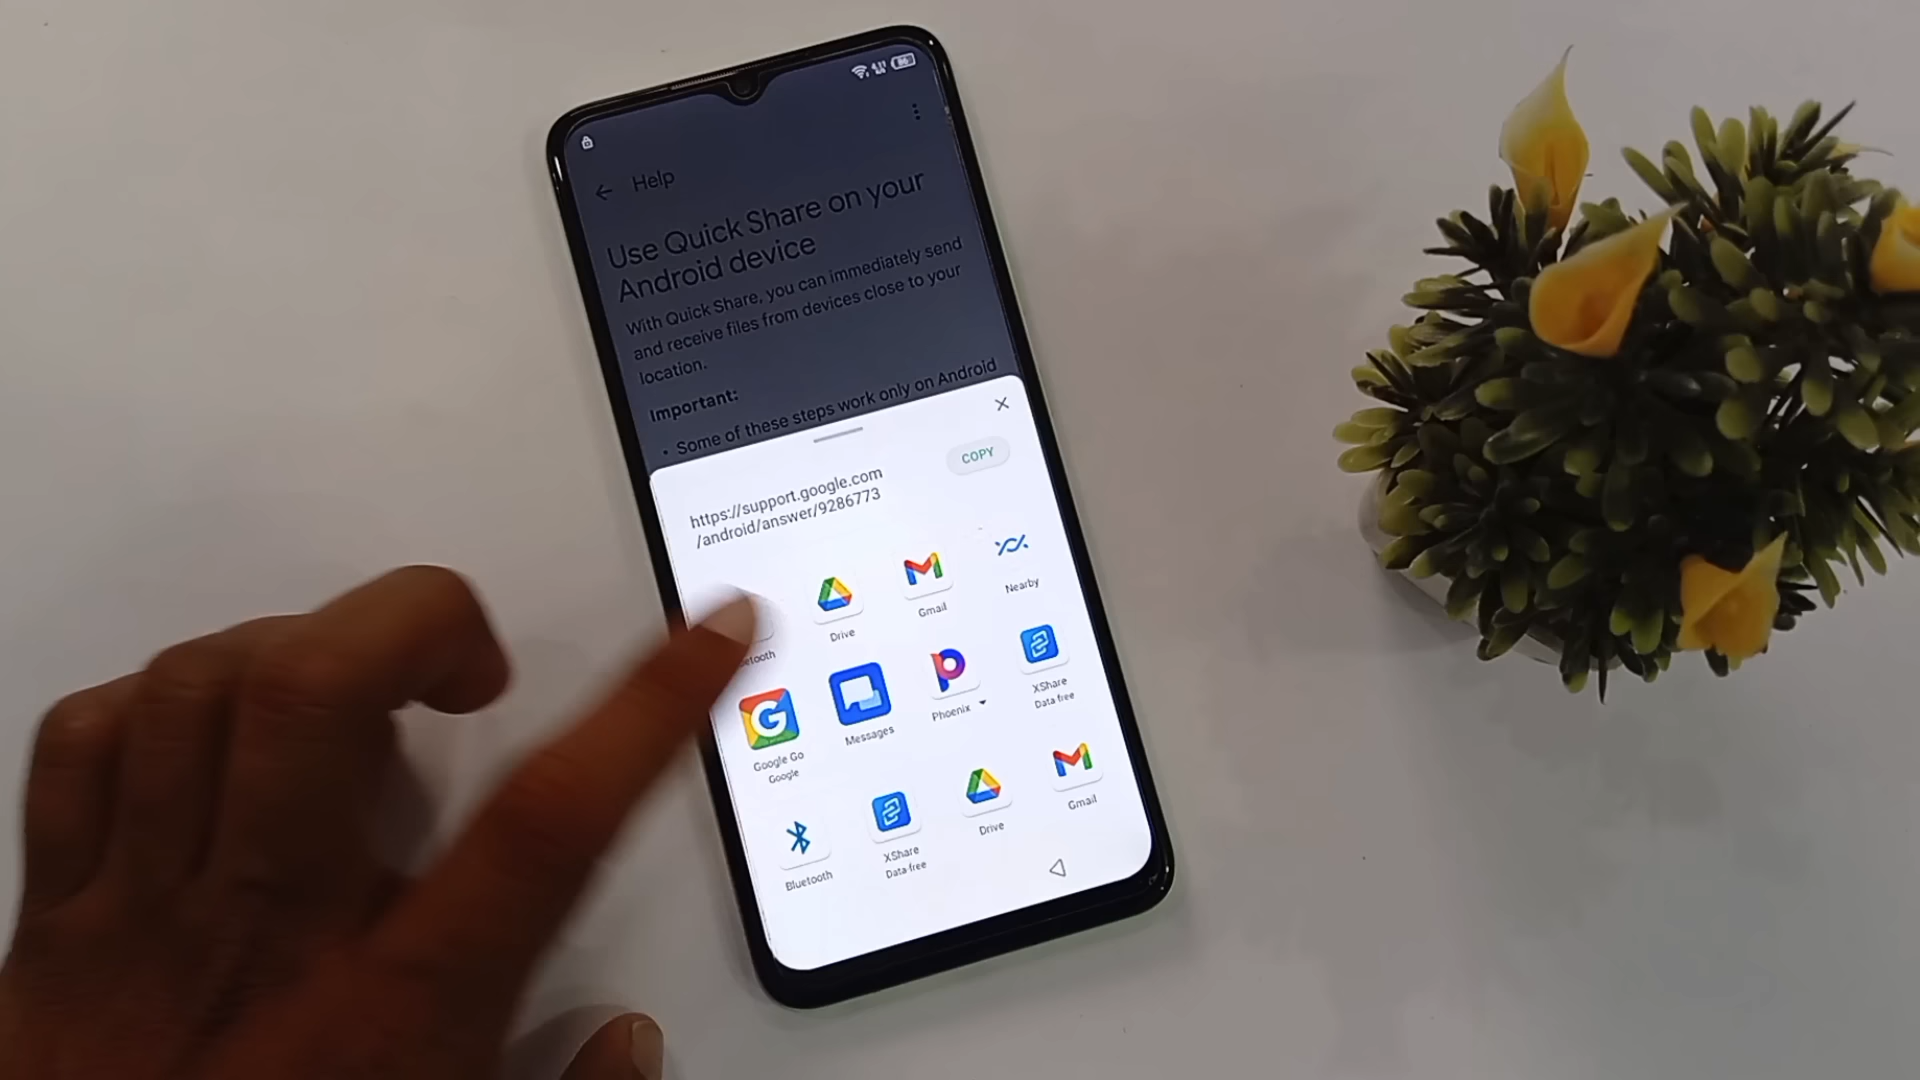 Help
Use Quick Share on your
Android device
With Quick Share, you can immediately send
and receive files from devices close to your
location.
Important:
• Some of these steps work only on Android
COPY
https://support.google.com
/android/answer/9286773
Drive
Gmail
Nearby
Google Go
Google
Messages
Phoenix
XShare
Data free
Bluetooth
XShare
Data free
Drive
Gmail